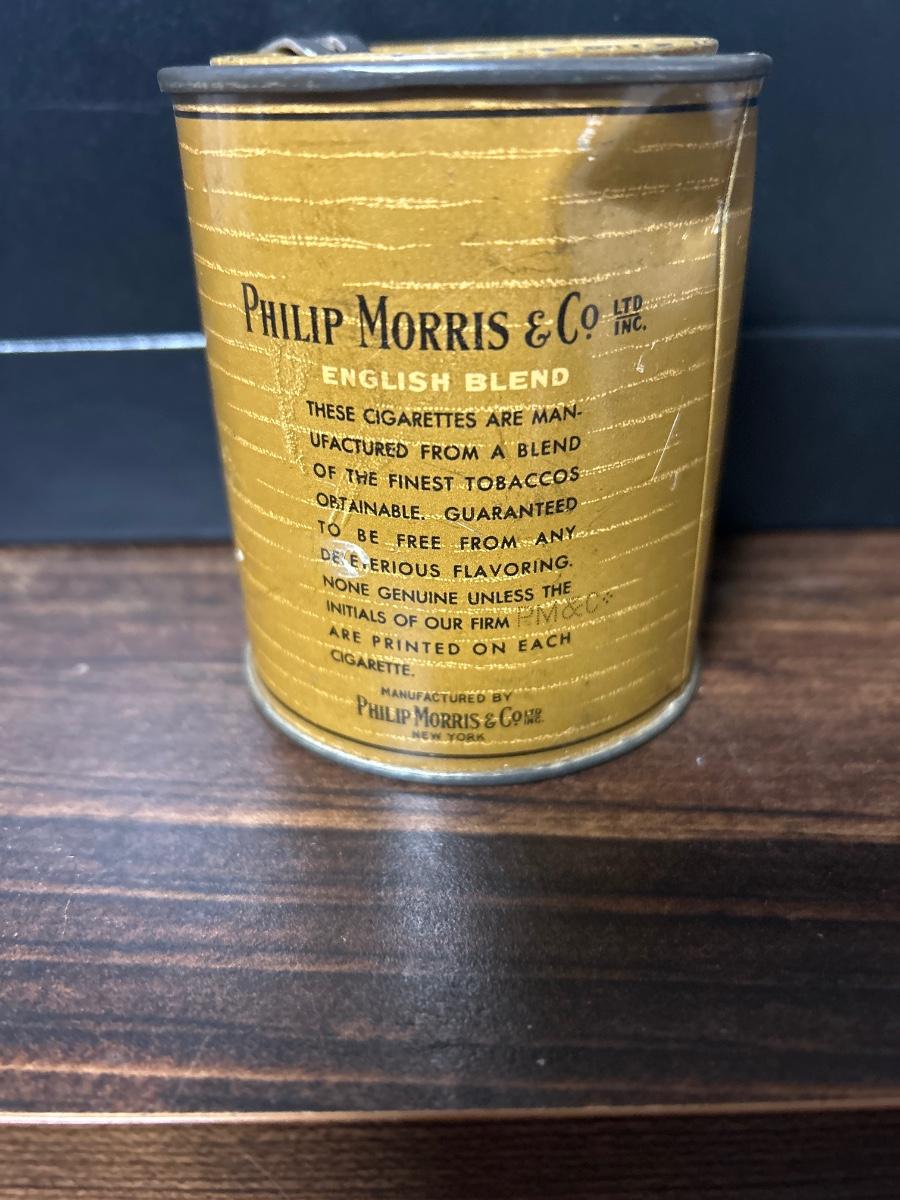 PHILIP MORRIS & Co. LTD INC.
ENGLISH BLEND
THESE CIGARETTES ARE MAN-
UFACTURED FROM A BLEND
OF THE FINEST TOBACCOS
OBTAINABLE. GUARANTEED
TO BE FREE FROM ANY
DELETERIOUS FLAVORING.
NONE GENUINE UNLESS THE
INITIALS OF OUR FIRM P.M.&C.
ARE PRINTED ON EACH
CIGARETTE.
MANUFACTURED BY
PHILIP MORRIS & Co. LTD INC.
NEW YORK